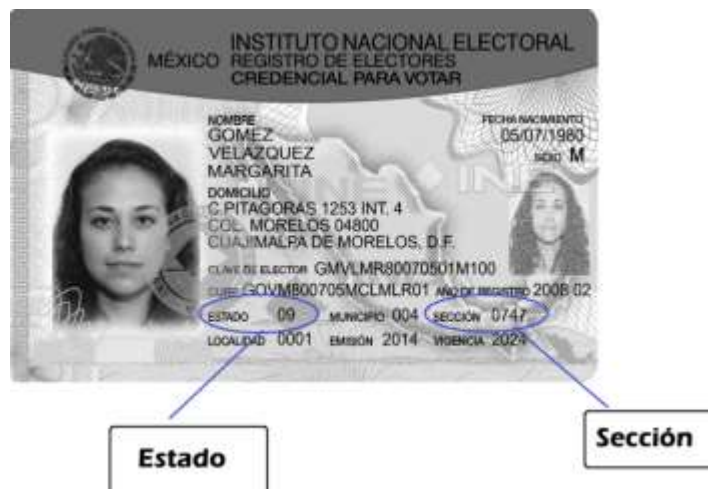 MÉXICO INSTITUTO NACIONAL ELECTORAL
REGISTRO DE ELECTORES
CREDENCIAL PARA VOTAR
NOMBRE
GOMEZ
VELAZQUEZ
MARGARITA
FECHA NACIMIENTO
05/07/1980
SEXO M
DOMICILIO
C PITAGORAS 1253 INT. 4
COL. MORELOS 04800
CUAJIMALPA DE MORELOS, D.F.
CLAVE DE ELECTOR GMVLMR80070501M100
CURP GOVM800705MCLMLR01 AÑO DE REGISTRO 2008 02
ESTADO 09 MUNICIPIO 004 SECCIÓN 0747
LOCALIDAD 0001 EMISIÓN 2014 VIGENCIA 2024
Estado
Sección